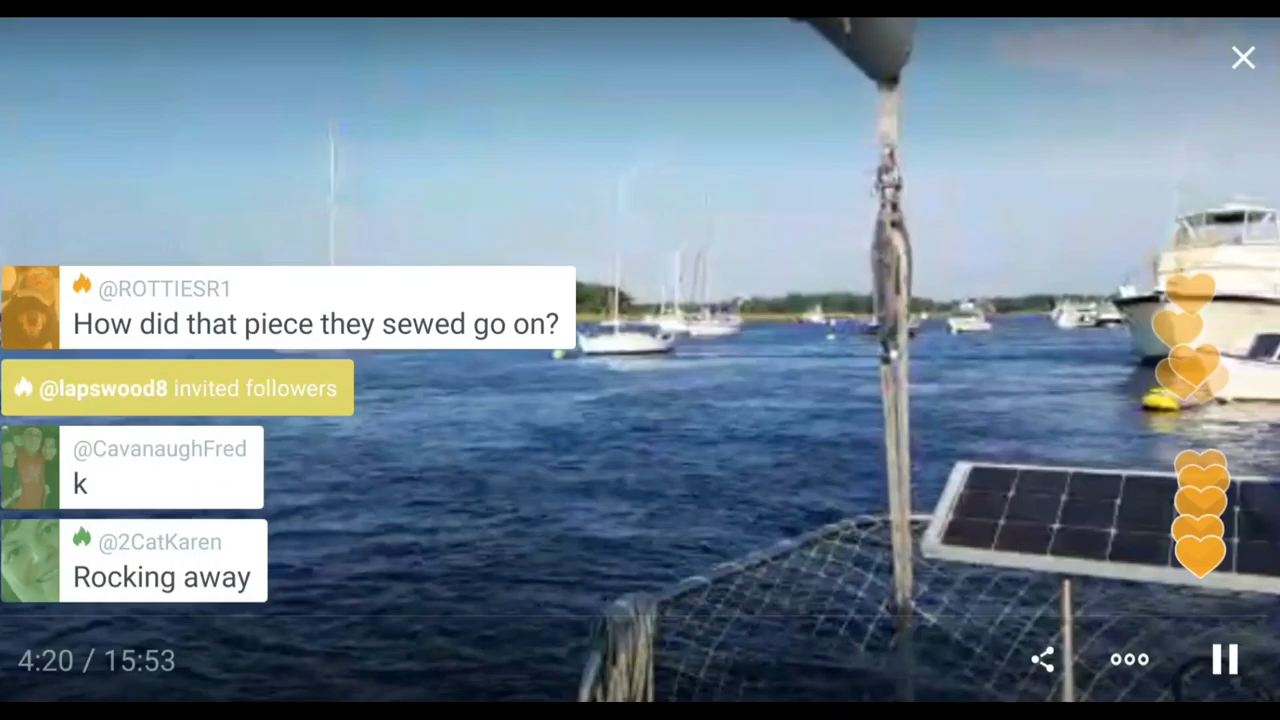 @ROTTIESR1
How did that piece they sewed go on?
@lapswood8 invited followers
@CavanaughFred
k
@2CatKaren
Rocking away
4:20 / 15:53